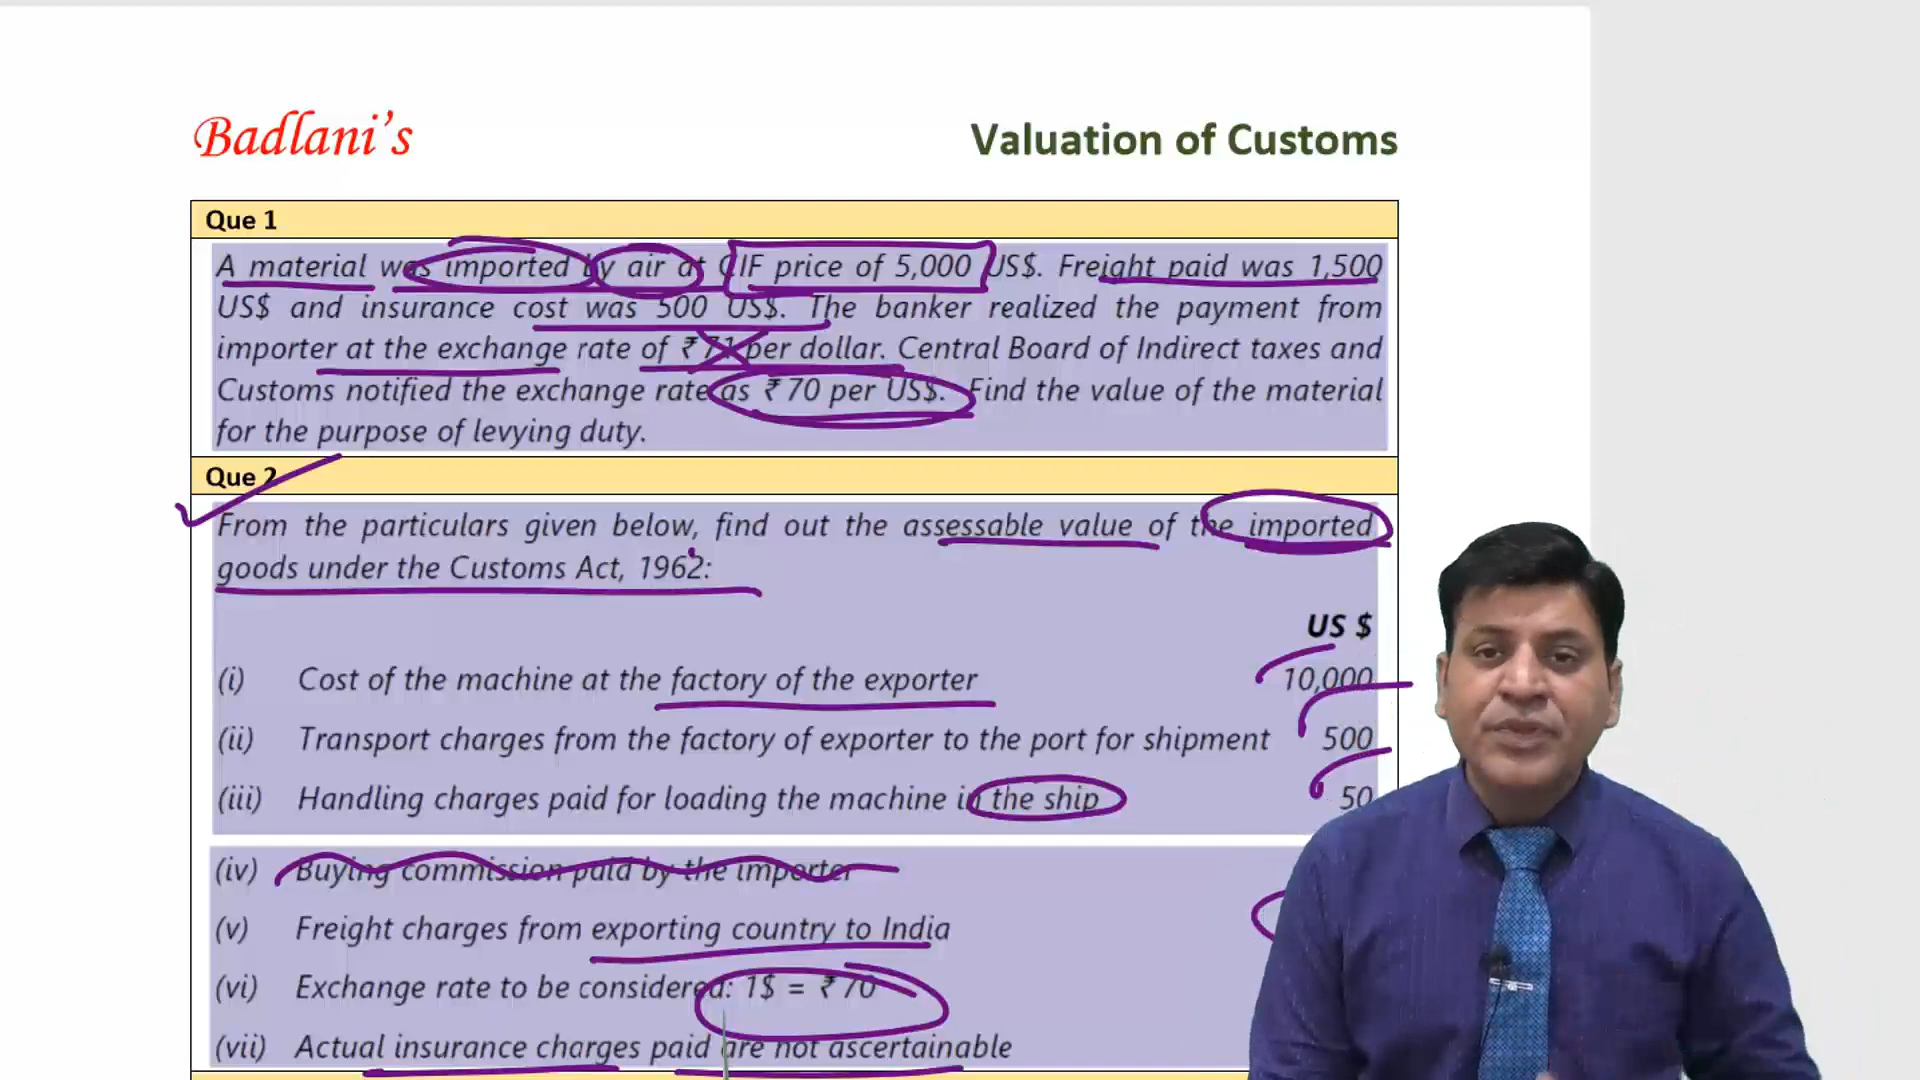 Badlani's
Valuation of Customs
Que 1
A material was imported by air at CIF price of 5,000 US$. Freight paid was 1,500
US$ and insurance cost was 500 US$. The banker realized the payment from
importer at the exchange rate of ₹ 71 per dollar. Central Board of Indirect taxes and
Customs notified the exchange rate as ₹ 70 per US$. Find the value of the material
for the purpose of levying duty.
Que 2
From the particulars given below, find out the assessable value of the imported
goods under the Customs Act, 1962:
US $
(i) Cost of the machine at the factory of the exporter 10,000
(ii) Transport charges from the factory of exporter to the port for shipment 500
(iii) Handling charges paid for loading the machine in the ship 50
(iv) Buying commission paid by the importer
(v) Freight charges from exporting country to India
(vi) Exchange rate to be considered: 1$ = ₹ 70
(vii) Actual insurance charges paid are not ascertainable